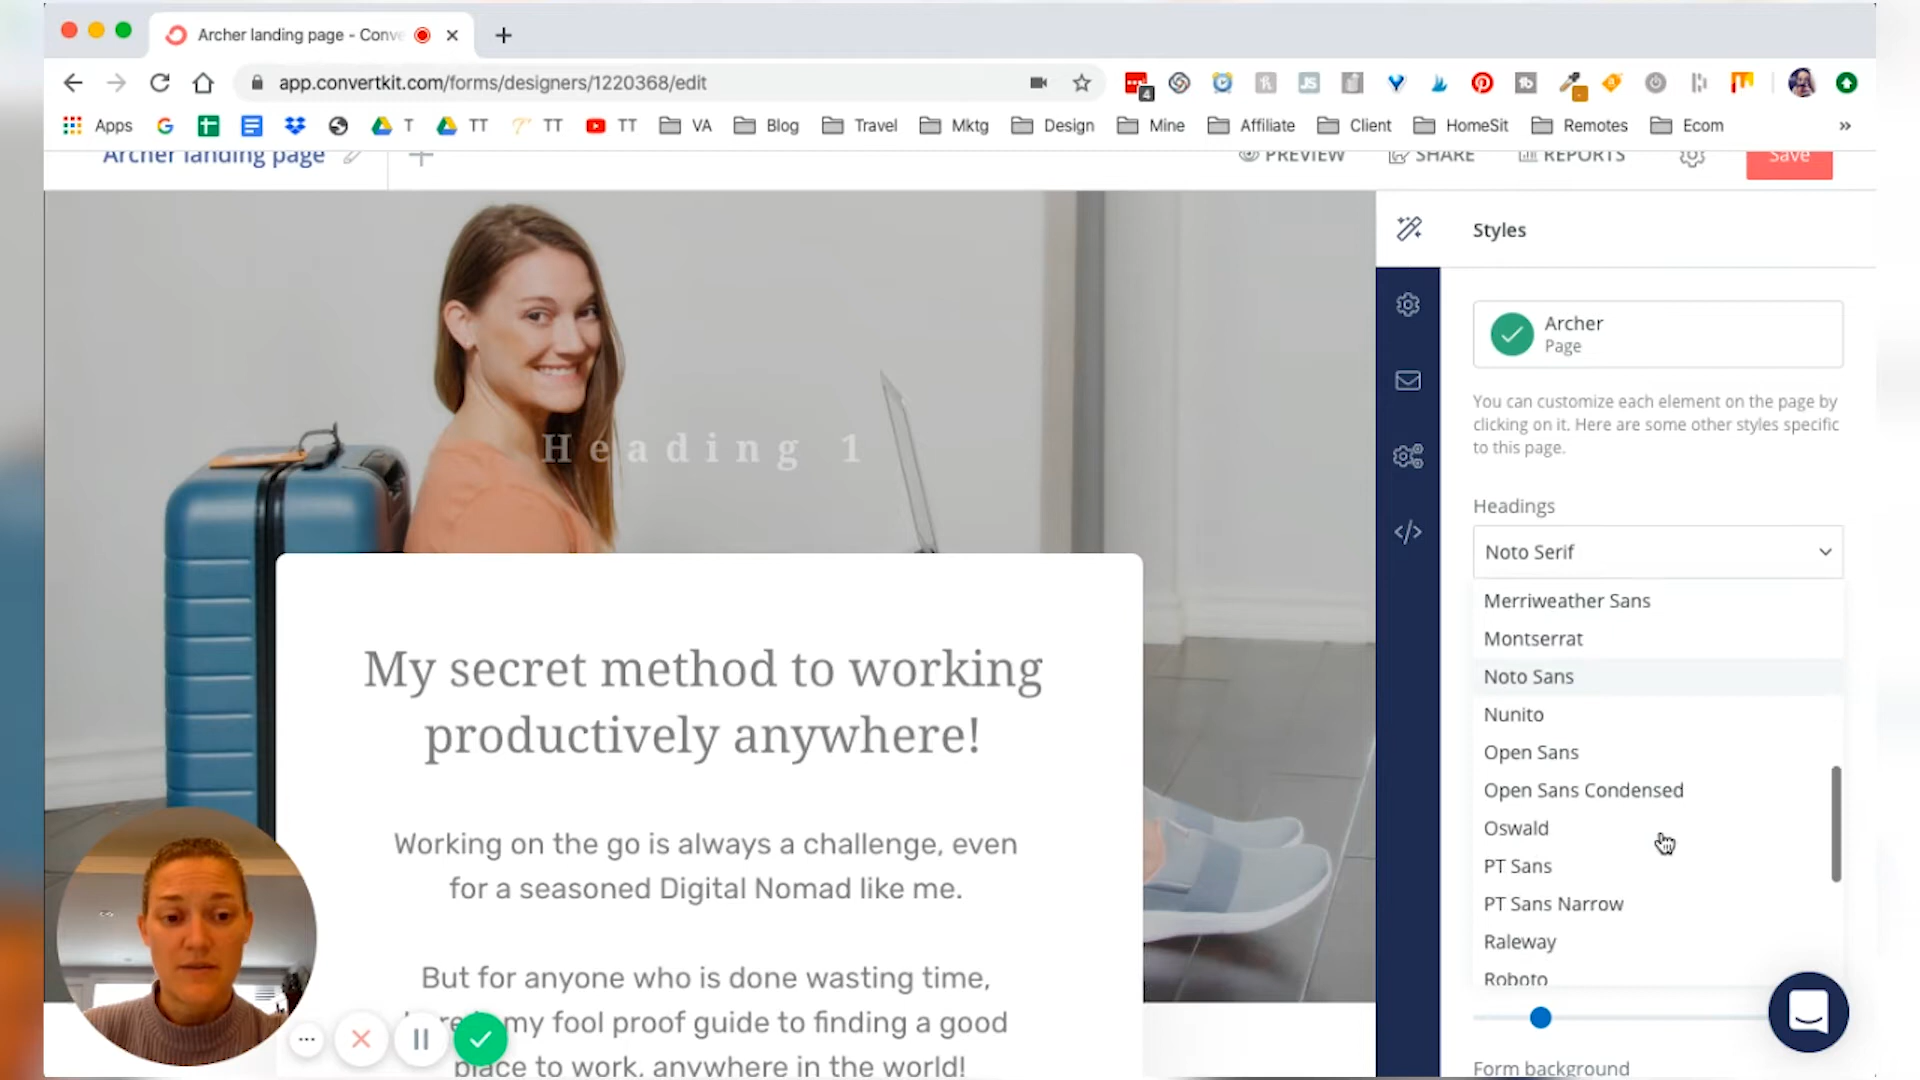 Archer landing page - Conv
app.convertkit.com/forms/designers/1220368/edit
4
Apps
T
TT
TT
TT
VA
Blog
Travel
Mktg
Design
Mine
Affiliate
Client
HomeSit
Remotes
Ecom
»
Archer landing page
PREVIEW
SHARE
REPORTS
Save
Styles
Archer
Page
You can customize each element on the page by
clicking on it. Here are some other styles specific
to this page.
Headings
Noto Serif
Merriweather Sans
Montserrat
Noto Sans
Nunito
Open Sans
Open Sans Condensed
Oswald
PT Sans
PT Sans Narrow
Raleway
Roboto
Form background
Heading 1
My secret method to working
productively anywhere!
Working on the go is always a challenge, even
for a seasoned Digital Nomad like me.
But for anyone who is done wasting time,
my fool proof guide to finding a good
place to work, anywhere in the world!